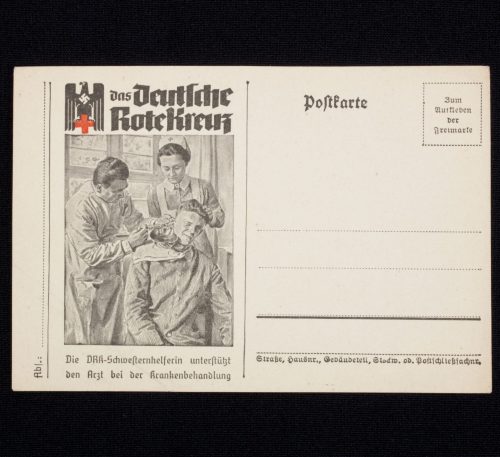 das Deutsche
Rote Kreuz
Postkarte
Zum
Aufkleben
der
Freimarke
Abs.:
Die DRK-Schwesternhelferin unterstützt
den Arzt bei der Krankenbehandlung
Straße, Hausnr., Gebäudeteil, Stockw. od. Postschließfachnr.